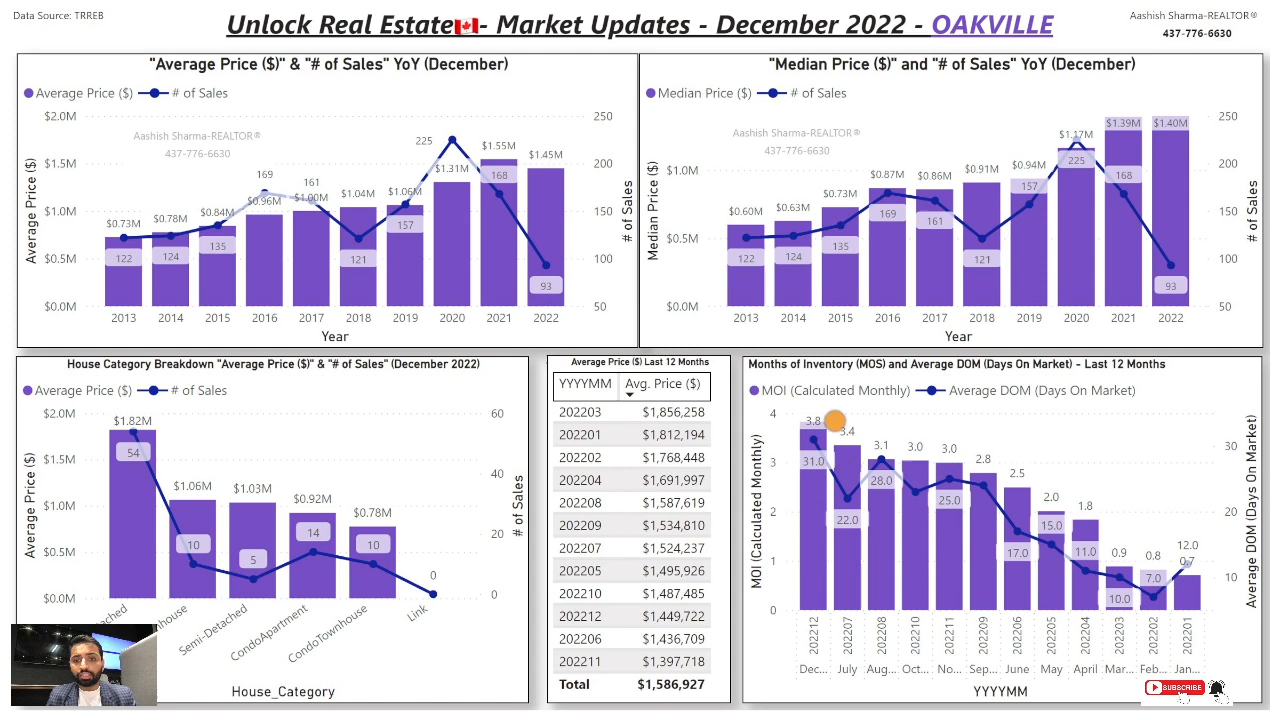 Data Source: TRREB
Unlock Real Estate - Market Updates - December 2022 - OAKVILLE
Aashish Sharma-REALTOR®
437-776-6630
"Average Price ($)" & "# of Sales" YoY (December)
Average Price ($) # of Sales
Aashish Sharma-REALTOR®
437-776-6630
Average Price ($)
$2.0M
$1.5M
$1.0M
$0.5M
$0.0M
$0.73M $0.78M $0.84M $0.96M $1.00M $1.04M $1.06M $1.31M $1.55M $1.45M
122 124 135 169 161 121 157 225 168 93
250
200
150
100
50
# of Sales
2013 2014 2015 2016 2017 2018 2019 2020 2021 2022
Year
"Median Price ($)" and "# of Sales" YoY (December)
Median Price ($) # of Sales
Aashish Sharma-REALTOR®
437-776-6630
Median Price ($)
$1.0M
$0.5M
$0.0M
$0.60M $0.63M $0.73M $0.87M $0.86M $0.91M $0.94M $1.17M $1.39M $1.40M
122 124 135 169 161 121 157 225 168 93
250
200
150
100
50
# of Sales
2013 2014 2015 2016 2017 2018 2019 2020 2021 2022
Year
House Category Breakdown "Average Price ($)" & "# of Sales" (December 2022)
Average Price ($) # of Sales
Average Price ($)
$2.0M
$1.5M
$1.0M
$0.5M
$0.0M
$1.82M $1.06M $1.03M $0.92M $0.78M
54 10 5 14 10 0
60
40
20
0
# of Sales
Semi-Detached CondoApartment CondoTownhouse Link
House_Category
Average Price ($) Last 12 Months
YYYYMM Avg. Price ($)
202203 $1,856,258
202201 $1,812,194
202202 $1,768,448
202204 $1,691,997
202208 $1,587,619
202209 $1,534,810
202207 $1,524,237
202205 $1,495,926
202210 $1,487,485
202212 $1,449,722
202206 $1,436,709
202211 $1,397,718
Total $1,586,927
Months of Inventory (MOS) and Average DOM (Days On Market) - Last 12 Months
MOI (Calculated Monthly) Average DOM (Days On Market)
MOI (Calculated Monthly)
4
3
2
1
0
3.8 3.4 3.1 3.0 3.0 2.8 2.5 2.0 1.8 0.9 0.8 0.7
31.0 22.0 28.0 25.0 17.0 15.0 11.0 10.0 7.0 12.0
30
20
10
Average DOM (Days On Market)
202212 202207 202208 202210 202211 202209 202206 202205 202204 202203 202202 202201
Dec... July Aug... Oct... No... Sep... June May April Mar... Feb... Jan...
YYYYMM
SUBSCRIBE